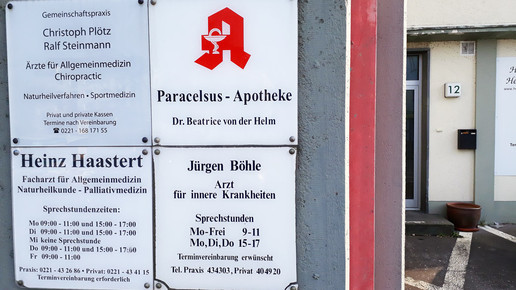 Gemeinschaftspraxis
Christoph Plötz
Ralf Steinmann
Ärzte für Allgemeinmedizin
Chiropractic
Naturheilverfahren • Sportmedizin
Privat und private Kassen
Termine nach Vereinbarung
☎ 0221 - 168 171 55
Paracelsus - Apotheke
Dr. Beatrice von der Helm
Heinz Haastert
Facharzt für Allgemeinmedizin
Naturheilkunde - Palliativmedizin
Sprechstundenzeiten:
Mo 09:00 - 11:00 und 15:00 - 17:00
Di 09:00 - 11:00 und 15:00 - 17:00
Mi keine Sprechstunde
Do 09:00 - 11:00 und 15:00 - 17:00
Fr 09:00 - 11:00
Praxis: 0221 - 43 26 86 • Privat: 0221 - 43 41 15
Terminvereinbarung erforderlich
Jürgen Böhle
Arzt
für innere Krankheiten
Sprechstunden
Mo-Frei 9-11
Mo,Di,Do 15-17
Terminvereinbarung erwünscht
Tel. Praxis 434303, Privat 404920
12